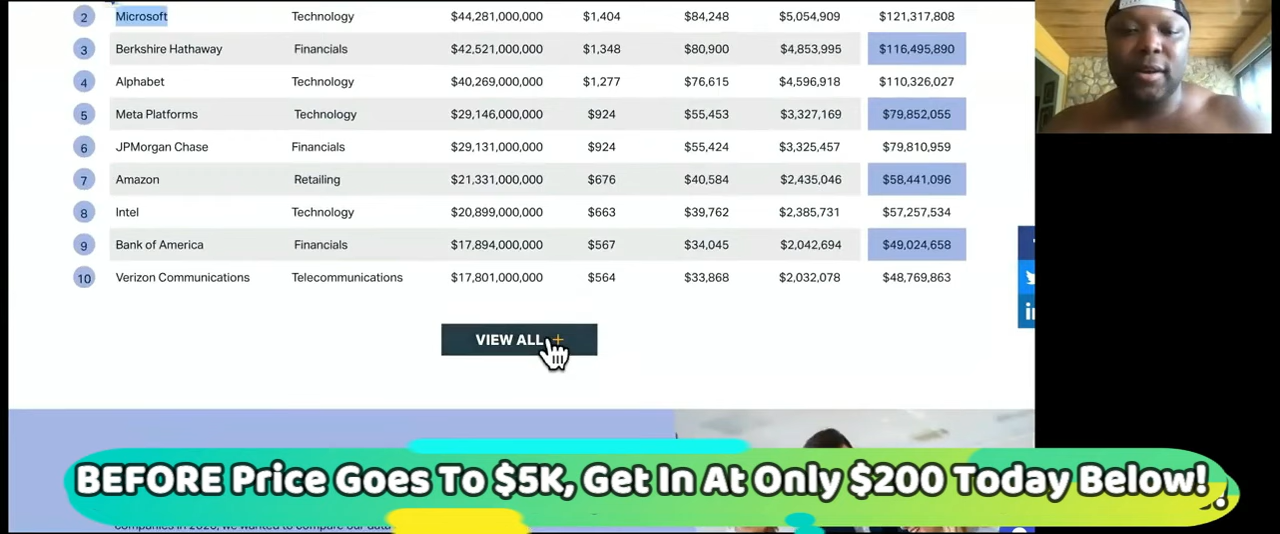 2 Microsoft Technology $44,281,000,000 $1,404 $84,248 $5,054,909 $121,317,808
3 Berkshire Hathaway Financials $42,521,000,000 $1,348 $80,900 $4,853,995 $116,495,890
4 Alphabet Technology $40,269,000,000 $1,277 $76,615 $4,596,918 $110,326,027
5 Meta Platforms Technology $29,146,000,000 $924 $55,453 $3,327,169 $79,852,055
6 JPMorgan Chase Financials $29,131,000,000 $924 $55,424 $3,325,457 $79,810,959
7 Amazon Retailing $21,331,000,000 $676 $40,584 $2,435,046 $58,441,096
8 Intel Technology $20,899,000,000 $663 $39,762 $2,385,731 $57,257,534
9 Bank of America Financials $17,894,000,000 $567 $34,045 $2,042,694 $49,024,658
10 Verizon Communications Telecommunications $17,801,000,000 $564 $33,868 $2,032,078 $48,769,863
in
VIEW ALL +
BEFORE Price Goes To $5K, Get In At Only $200 Today Below!